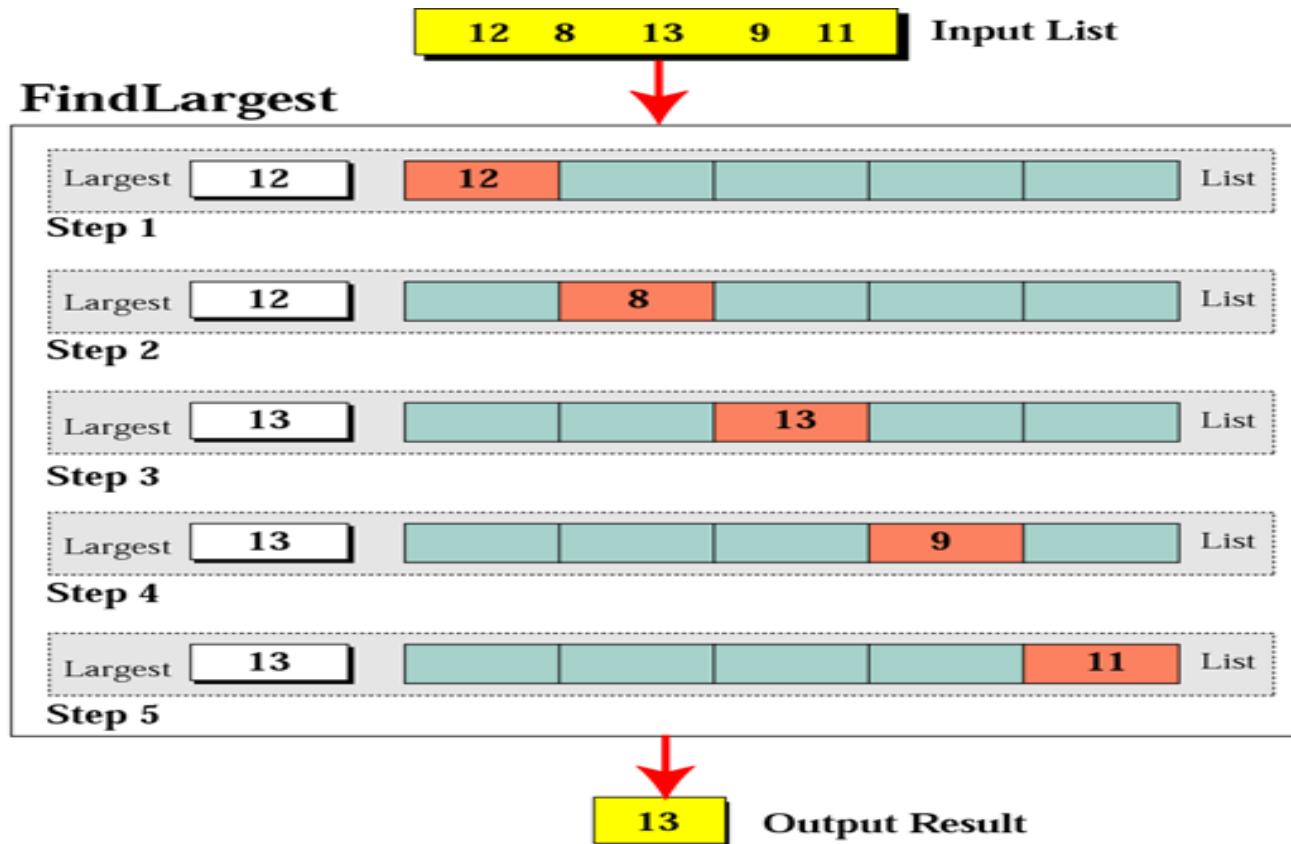 12 8 13 9 11 Input List
FindLargest
Largest 12 12 List
Step 1
Largest 12 8 List
Step 2
Largest 13 13 List
Step 3
Largest 13 9 List
Step 4
Largest 13 11 List
Step 5
13 Output Result